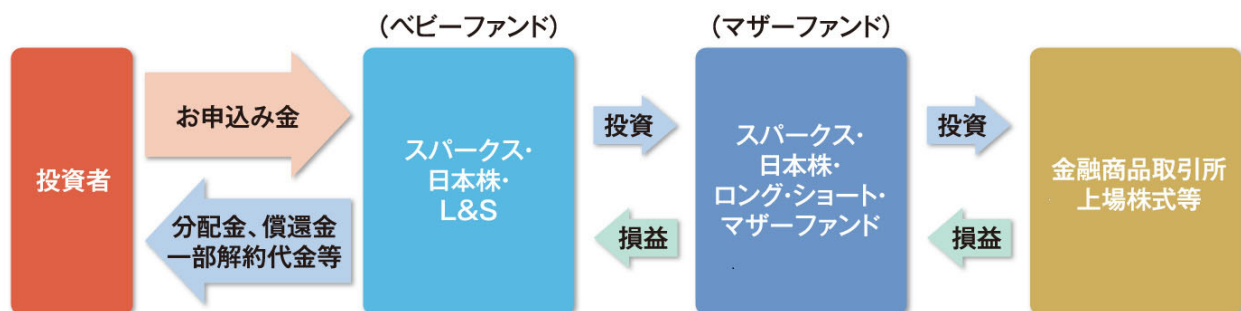 （ベビーファンド）
（マザーファンド）
投資者
お申込み金
分配金、償還金
一部解約代金等
スパークス・
日本株・
L&S
投資
損益
スパークス・
日本株・
ロング・ショート・
マザーファンド
投資
損益
金融商品取引所
上場株式等